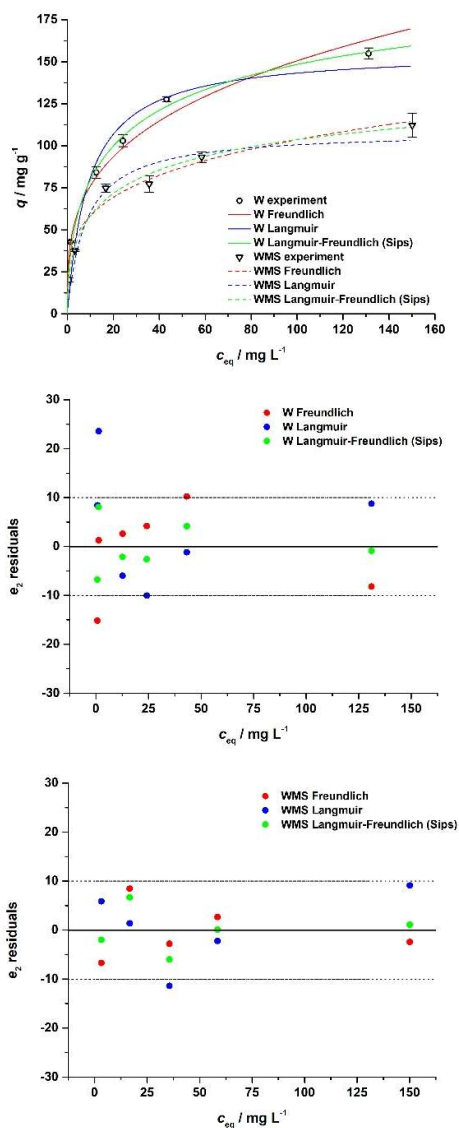 175
150
125
100
75
50
25
0
q / mg g⁻¹
W experiment
W Freundlich
W Langmuir
W Langmuir-Freundlich (Sips)
WMS experiment
WMS Freundlich
WMS Langmuir
WMS Langmuir-Freundlich (Sips)
0 20 40 60 80 100 120 140 160
c_eq / mg L⁻¹
30
20
10
0
-10
-20
-30
e₂ residuals
W Freundlich
W Langmuir
W Langmuir-Freundlich (Sips)
0 25 50 75 100 125 150
c_eq / mg L⁻¹
30
20
10
0
-10
-20
-30
e₂ residuals
WMS Freundlich
WMS Langmuir
WMS Langmuir-Freundlich (Sips)
0 25 50 75 100 125 150
c_eq / mg L⁻¹